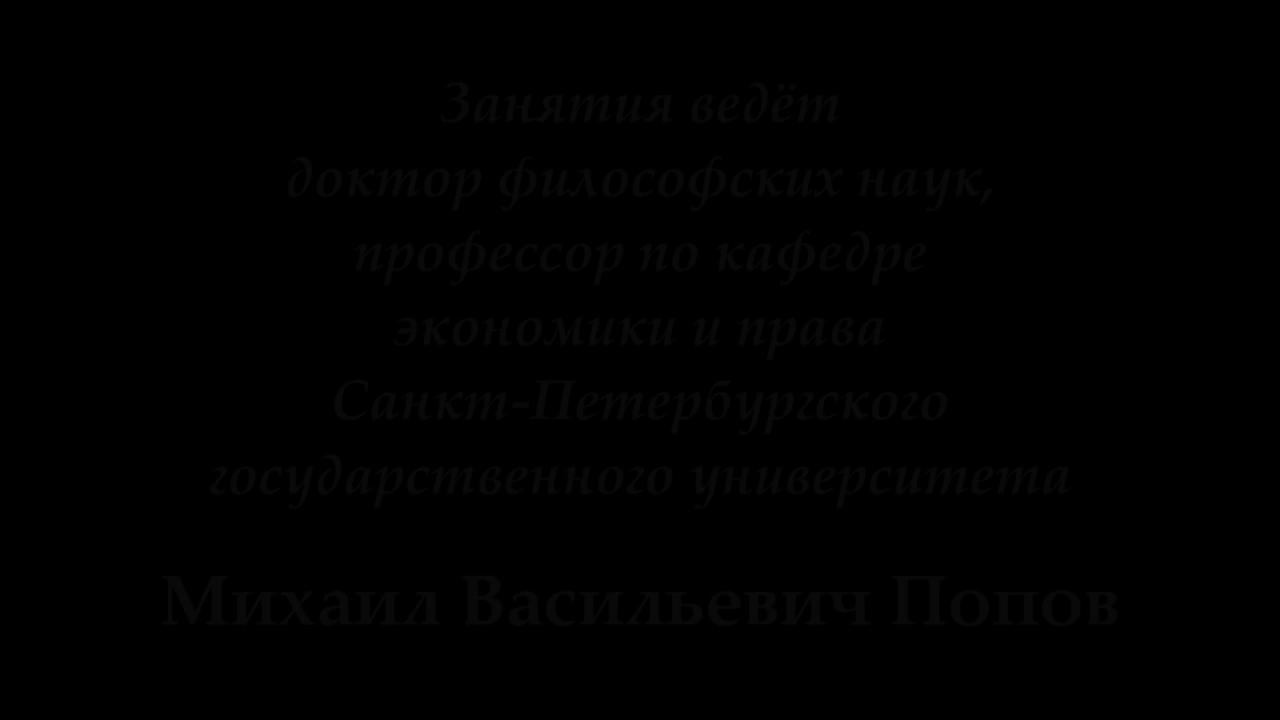 Занятия ведёт
доктор философских наук,
профессор по кафедре
экономики и права
Санкт-Петербургского
государственного университета
Михаил Васильевич Попов